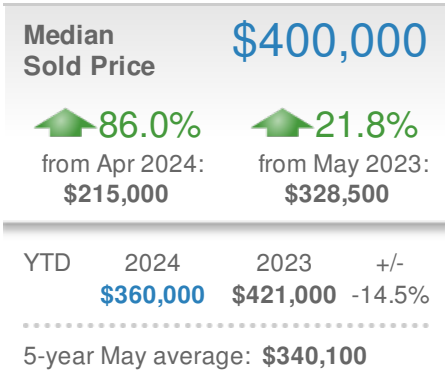 Median $400,000
Sold Price
86.0% 21.8%
from Apr 2024: from May 2023:
$215,000 $328,500
YTD 2024 2023 +/-
$360,000 $421,000 -14.5%
5-year May average: $340,100